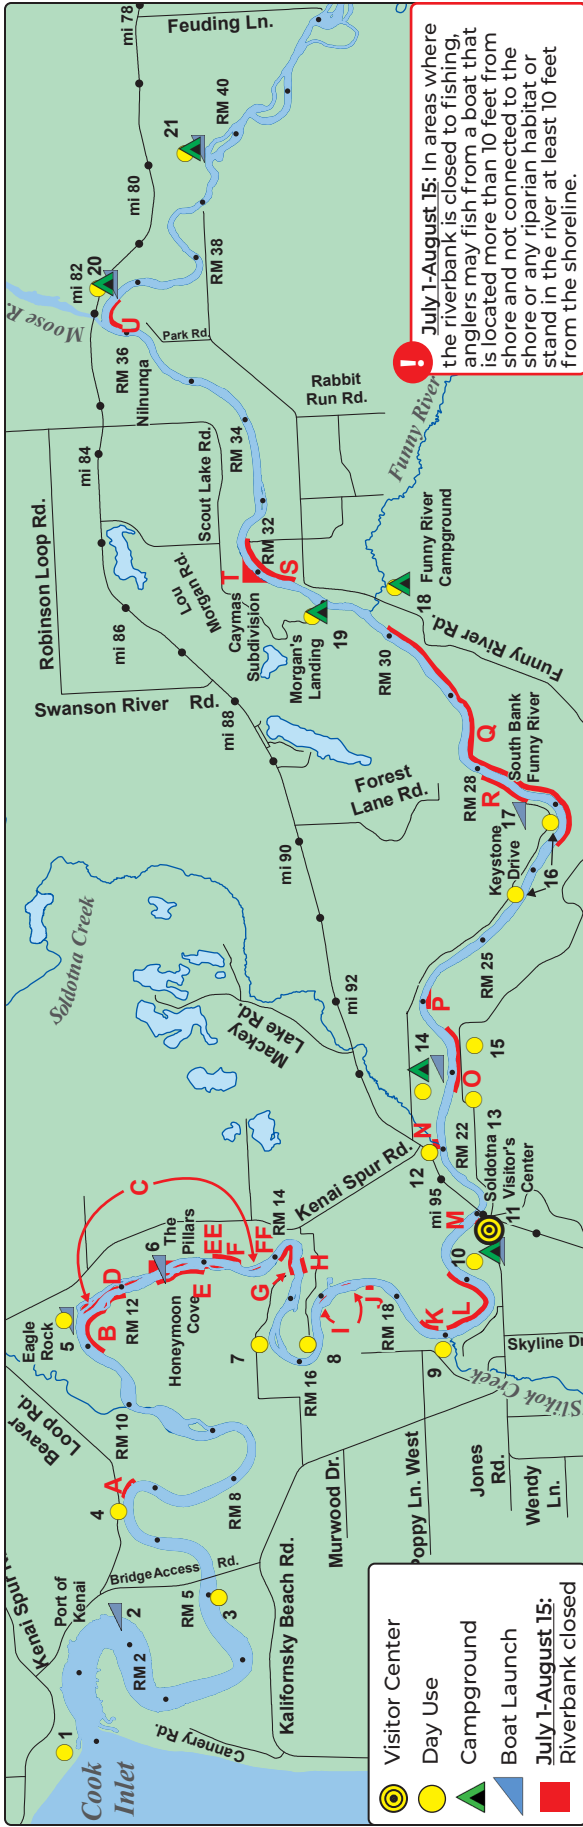 Cook
Inlet
1
Kenai Spur
Port of
Kenai
2
RM 2
Cannery Rd.
Bridge Access Rd.
RM 5
3
Kalifornsky Beach Rd.
4
A
RM 8
Beaver
Loop Rd.
RM 10
Eagle
Rock
5
B
C
D
RM 12
6
The
Pillars
Honeymoon
Cove
E
EE
F
FF
RM 14
G
H
7
8
I
J
RM 16
RM 18
Murwood Dr.
Poppy Ln. West
K
L
9
Slikok Creek
Jones
Rd.
Wendy
Ln.
Skyline Dr
10
M
11
Soldotna
Visitor's
Center
mi 95
Kenai Spur Rd.
12
N
RM 22
13
14
O
15
P
RM 25
Mackey
Lake Rd.
Soldotna Creek
mi 92
mi 90
Forest
Lane Rd.
Keystone
Drive
16
17
R
RM 28
South Bank
Funny River
Q
mi 88
Swanson River Rd.
Robinson Loop Rd.
mi 86
mi 84
Lou
Morgan Rd.
Scout Lake Rd.
Caymas
Subdivision
Morgan's
Landing
RM 30
19
18
Funny River
Campground
Funny River Rd.
Funny River
T
S
RM 32
RM 34
Rabbit
Run Rd.
Park Rd.
Nilnunqa
RM 36
U
Moose R.
mi 82
20
mi 80
21
RM 38
RM 40
mi 78
Feuding Ln.
Visitor Center
Day Use
Campground
Boat Launch
July 1-August 15:
Riverbank closed
! July 1-August 15: In areas where
the riverbank is closed to fishing,
anglers may fish from a boat that
is located more than 10 feet from
shore and not connected to the
shore or any riparian habitat or
stand in the river at least 10 feet
from the shoreline.